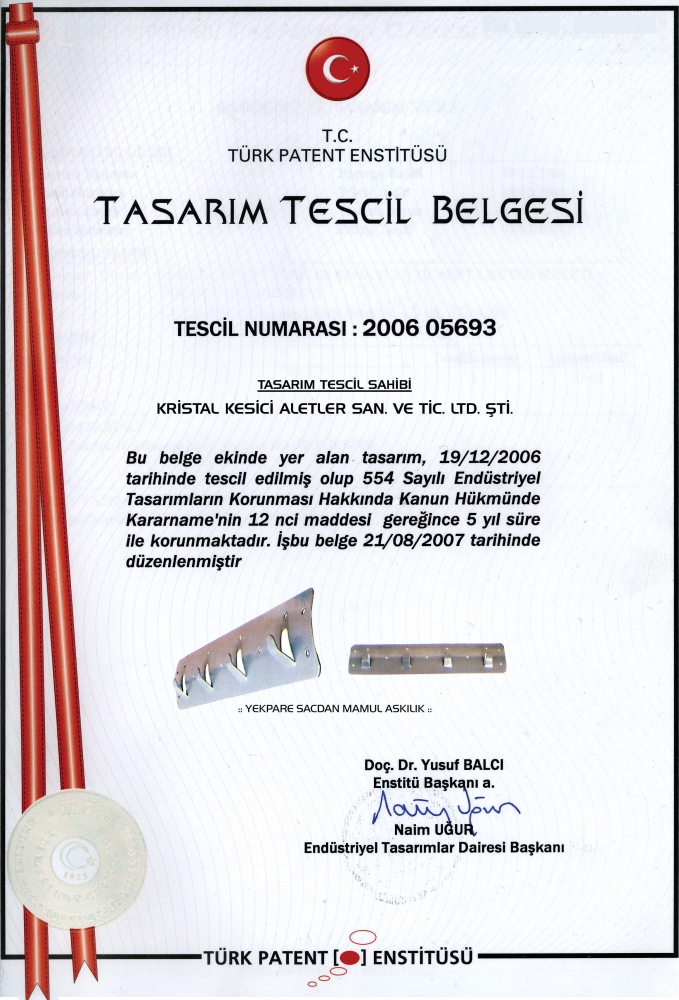 T.C.
TÜRK PATENT ENSTİTÜSÜ
TASARIM TESCİL BELGESİ
TESCİL NUMARASI : 2006 05693
TASARIM TESCİL SAHİBİ
KRİSTAL KESİCİ ALETLER SAN. VE TİC. LTD. ŞTİ.
Bu belge ekinde yer alan tasarım, 19/12/2006
tarihinde tescil edilmiş olup 554 Sayılı Endüstriyel
Tasarımların Korunması Hakkında Kanun Hükmünde
Kararname'nin 12 nci maddesi gereğince 5 yıl süre
ile korunmaktadır. İşbu belge 21/08/2007 tarihinde
düzenlenmiştir
:: YEKPARE SACDAN MAMUL ASKILIK ::
Doç. Dr. Yusuf BALCI
Enstitü Başkanı a.
Naim UĞUR
Endüstriyel Tasarımlar Dairesi Başkanı
TÜRK PATENT [ ] ENSTİTÜSÜ